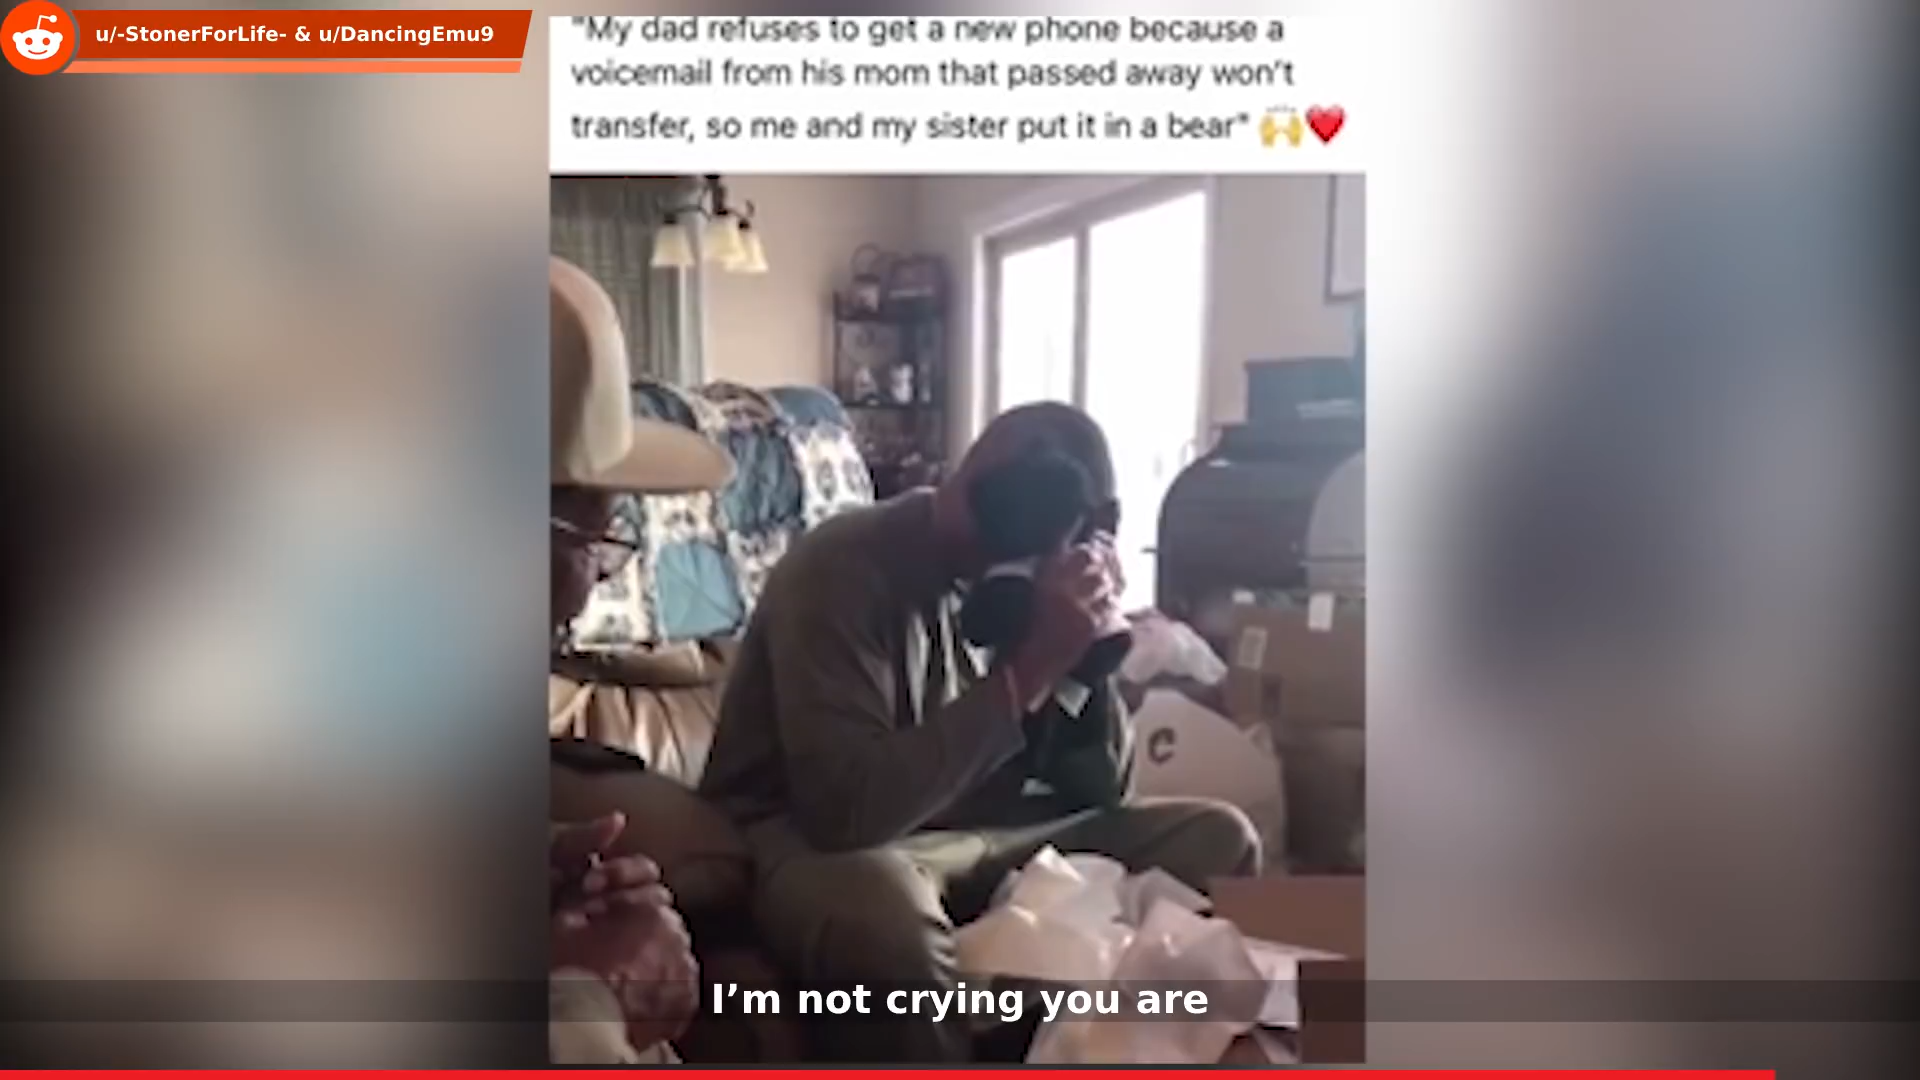 u/-StonerForLife- & u/DancingEmu9
"My dad refuses to get a new phone because a
voicemail from his mom that passed away won't
transfer, so me and my sister put it in a bear" 🙌❤️
C
I'm not crying you are